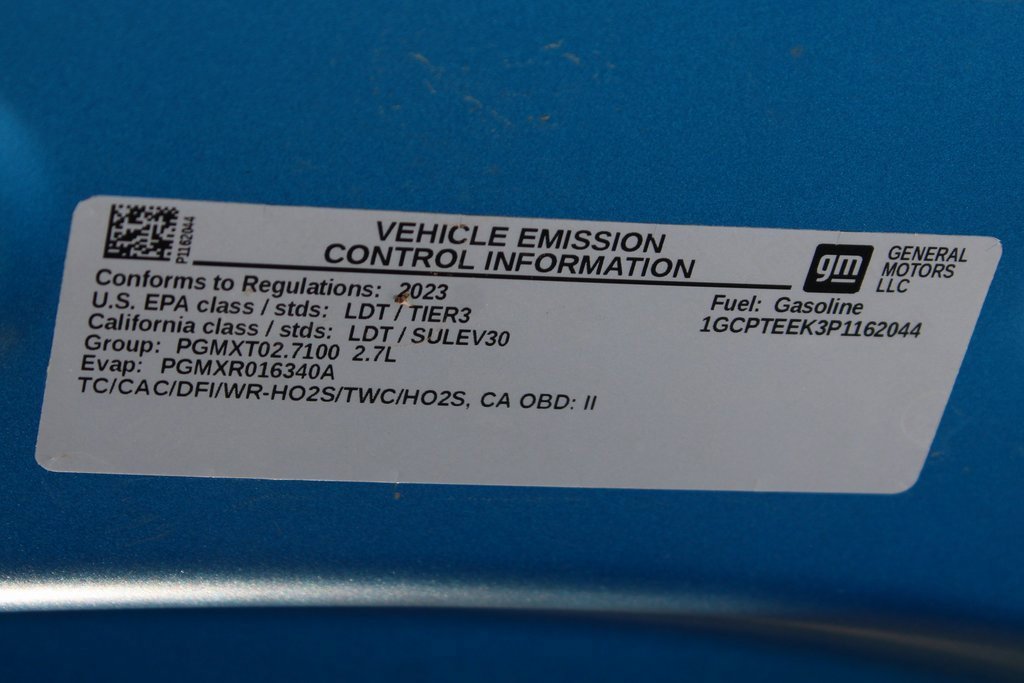 P1162044
VEHICLE EMISSION
CONTROL INFORMATION
gm
GENERAL
MOTORS
LLC
Conforms to Regulations: 2023
U.S. EPA class / stds: LDT / TIER3
California class / stds: LDT / SULEV30
Group: PGMXT02.7100 2.7L
Evap: PGMXR016340A
TC/CAC/DFI/WR-HO2S/TWC/HO2S, CA OBD: II
Fuel: Gasoline
1GCPTEEK3P1162044